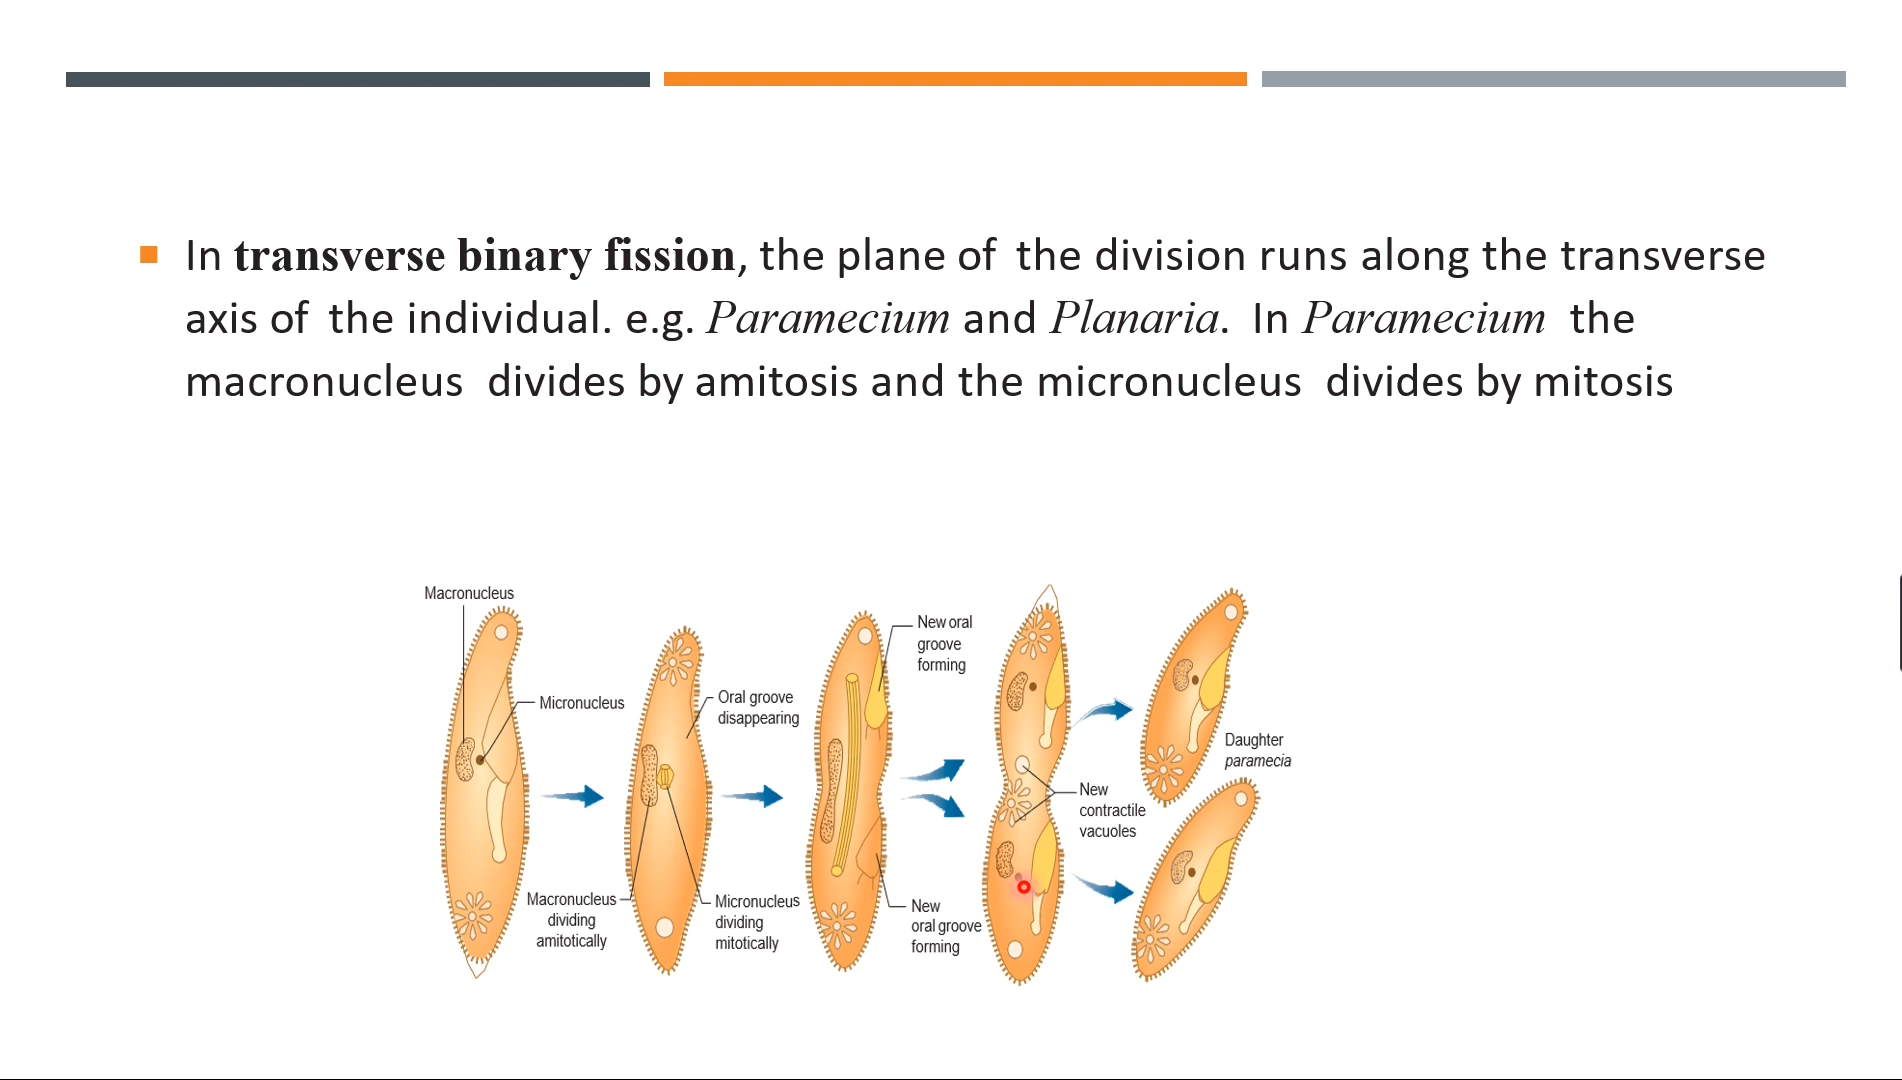 In transverse binary fission, the plane of the division runs along the transverse
axis of the individual. e.g. Paramecium and Planaria. In Paramecium the
macronucleus divides by amitosis and the micronucleus divides by mitosis
Macronucleus
Micronucleus
Macronucleus
dividing
amitotically
Oral groove
disappearing
Micronucleus
dividing
mitotically
New oral
groove
forming
New
oral groove
forming
New
contractile
vacuoles
Daughter
paramecia